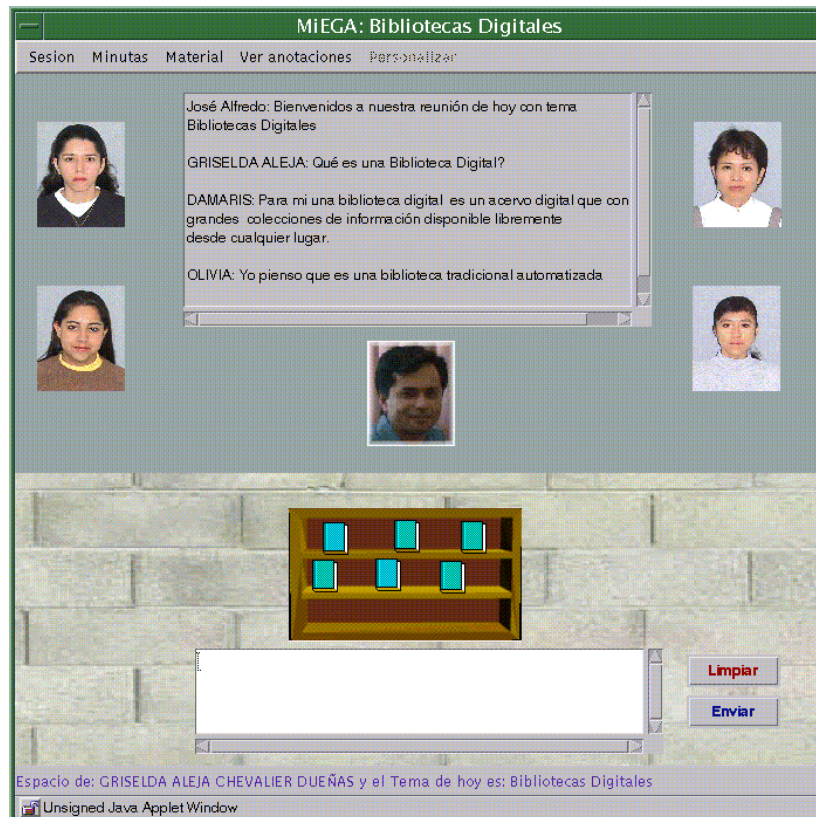 MiEGA: Bibliotecas Digitales
Sesion Minutas Material Ver anotaciones Personalizar
José Alfredo: Bienvenidos a nuestra reunión de hoy con tema
Bibliotecas Digitales
GRISELDA ALEJA: Qué es una Biblioteca Digital?
DAMARIS: Para mi una biblioteca digital es un acervo digital que con
grandes colecciones de información disponible libremente
desde cualquier lugar.
OLIVIA: Yo pienso que es una biblioteca tradicional automatizada
Limpiar
Enviar
Espacio de: GRISELDA ALEJA CHEVALIER DUEÑAS y el Tema de hoy es: Bibliotecas Digitales
Unsigned Java Applet Window